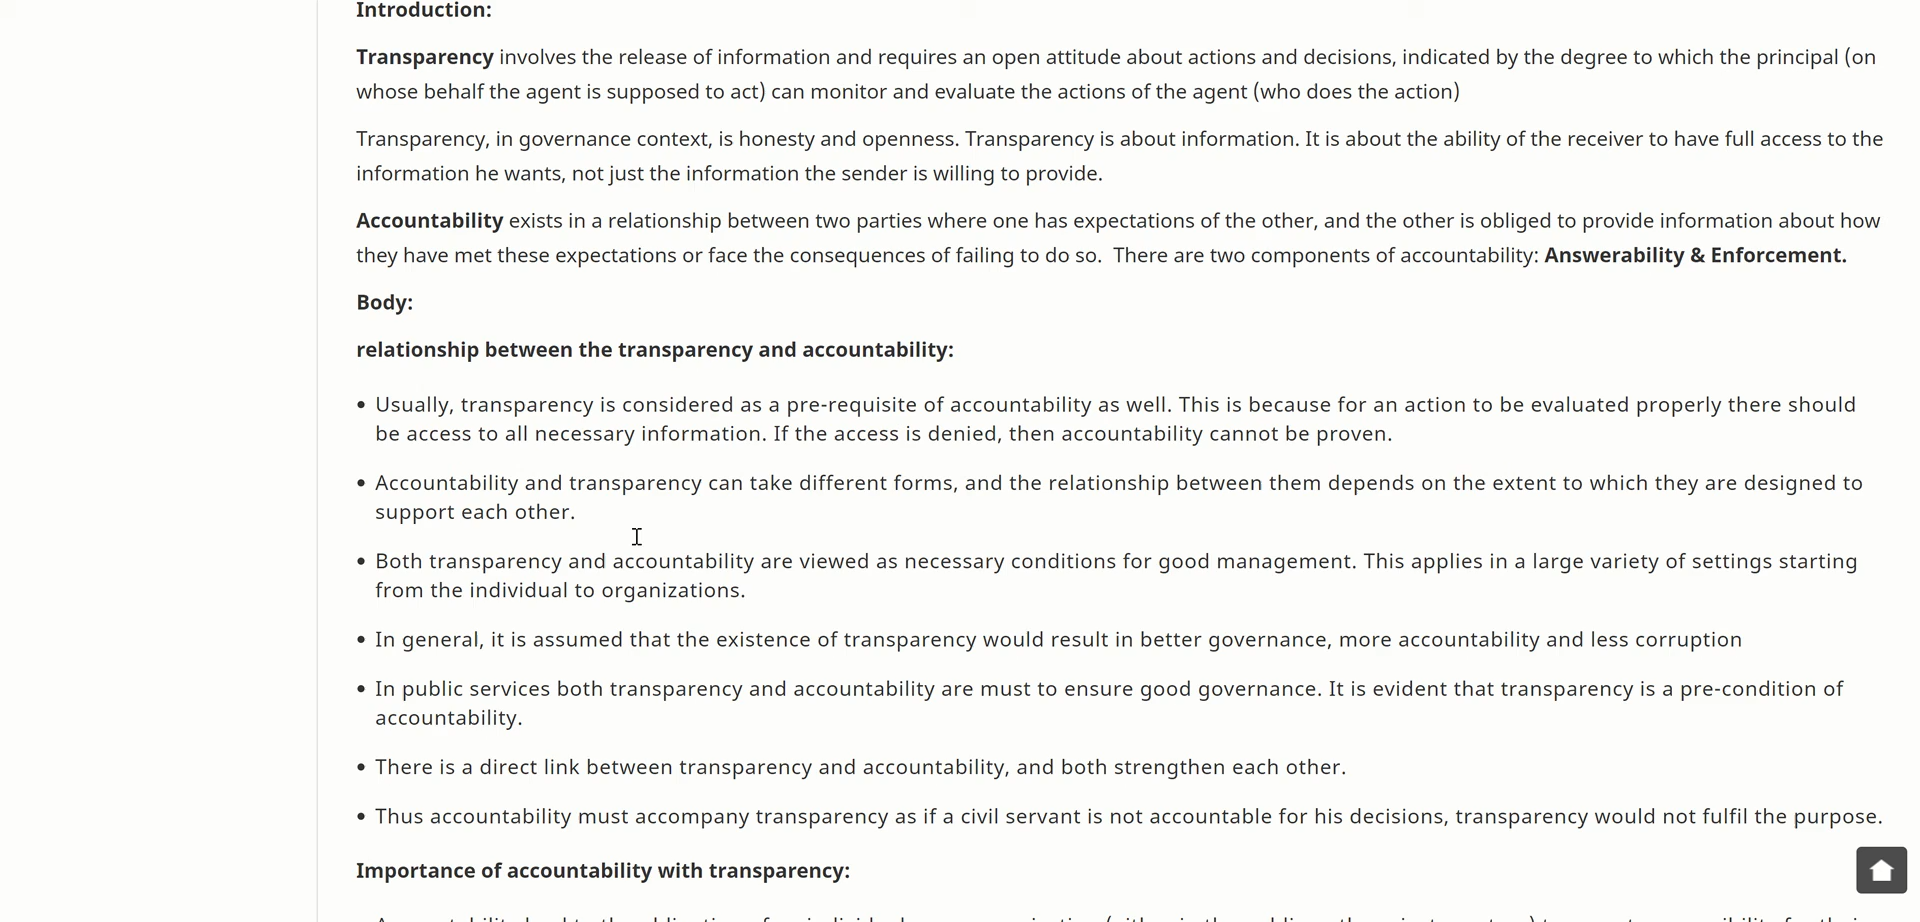 Introduction:
Transparency involves the release of information and requires an open attitude about actions and decisions, indicated by the degree to which the principal (on
whose behalf the agent is supposed to act) can monitor and evaluate the actions of the agent (who does the action)
Transparency, in governance context, is honesty and openness. Transparency is about information. It is about the ability of the receiver to have full access to the
information he wants, not just the information the sender is willing to provide.
Accountability exists in a relationship between two parties where one has expectations of the other, and the other is obliged to provide information about how
they have met these expectations or face the consequences of failing to do so.  There are two components of accountability: Answerability & Enforcement.
Body:
relationship between the transparency and accountability:
• Usually, transparency is considered as a pre-requisite of accountability as well. This is because for an action to be evaluated properly there should
be access to all necessary information. If the access is denied, then accountability cannot be proven.
• Accountability and transparency can take different forms, and the relationship between them depends on the extent to which they are designed to
support each other.
• Both transparency and accountability are viewed as necessary conditions for good management. This applies in a large variety of settings starting
from the individual to organizations.
• In general, it is assumed that the existence of transparency would result in better governance, more accountability and less corruption
• In public services both transparency and accountability are must to ensure good governance. It is evident that transparency is a pre-condition of
accountability.
• There is a direct link between transparency and accountability, and both strengthen each other.
• Thus accountability must accompany transparency as if a civil servant is not accountable for his decisions, transparency would not fulfil the purpose.
Importance of accountability with transparency: